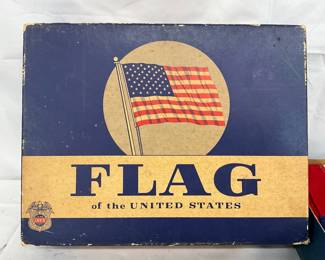 FLAG
of the UNITED STATES